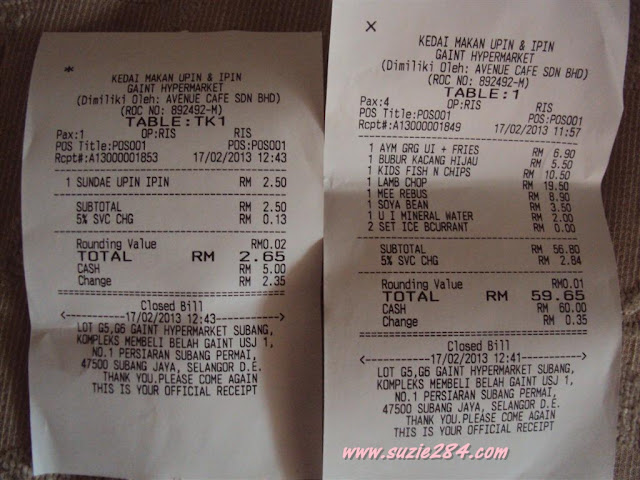 *
KEDAI MAKAN UPIN & IPIN
GAINT HYPERMARKET
(Dimiliki Oleh: AVENUE CAFE SDN BHD)
(ROC NO: 892492-M)
TABLE: TK1
Pax:1 OP:RIS RIS
POS Title:POS001 POS:POS001
Rcpt#:A13000001853 17/02/2013 12:43
1 SUNDAE UPIN IPIN RM 2.50
SUBTOTAL RM 2.50
5% SVC CHG RM 0.13
Rounding Value RM0.02
TOTAL RM 2.65
CASH RM 5.00
Change RM 2.35
Closed Bill
17/02/2013 12:43
LOT G5,G6 GAINT HYPERMARKET SUBANG,
KOMPLEKS MEMBELI BELAH GAINT USJ 1,
NO.1 PERSIARAN SUBANG PERMAI,
47500 SUBANG JAYA, SELANGOR D.E.
THANK YOU.PLEASE COME AGAIN
THIS IS YOUR OFFICIAL RECEIPT
×
KEDAI MAKAN UPIN & IPIN
GAINT HYPERMARKET
(Dimiliki Oleh: AVENUE CAFE SDN BHD)
(ROC NO: 892492-M)
TABLE: 1
Pax:4 OP:RIS RIS
POS Title:POS001 POS:POS001
Rcpt#:A13000001849 17/02/2013 11:57
1 AYM GRG UI + FRIES RM 6.90
1 BUBUR KACANG HIJAU RM 5.50
1 KIDS FISH N CHIPS RM 10.50
1 LAMB CHOP RM 19.50
1 MEE REBUS RM 8.90
1 SOYA BEAN RM 3.50
1 U I MINERAL WATER RM 2.00
2 SET ICE BCURRANT RM 0.00
SUBTOTAL RM 56.80
5% SVC CHG RM 2.84
Rounding Value RM0.01
TOTAL RM 59.65
CASH RM 60.00
Change RM 0.35
Closed Bill
17/02/2013 12:41
LOT G5,G6 GAINT HYPERMARKET SUBANG,
KOMPLEKS MEMBELI BELAH GAINT USJ 1,
NO.1 PERSIARAN SUBANG PERMAI,
47500 SUBANG JAYA, SELANGOR D.E.
THANK YOU.PLEASE COME AGAIN
THIS IS YOUR OFFICIAL RECEIPT
www.suzie284.com